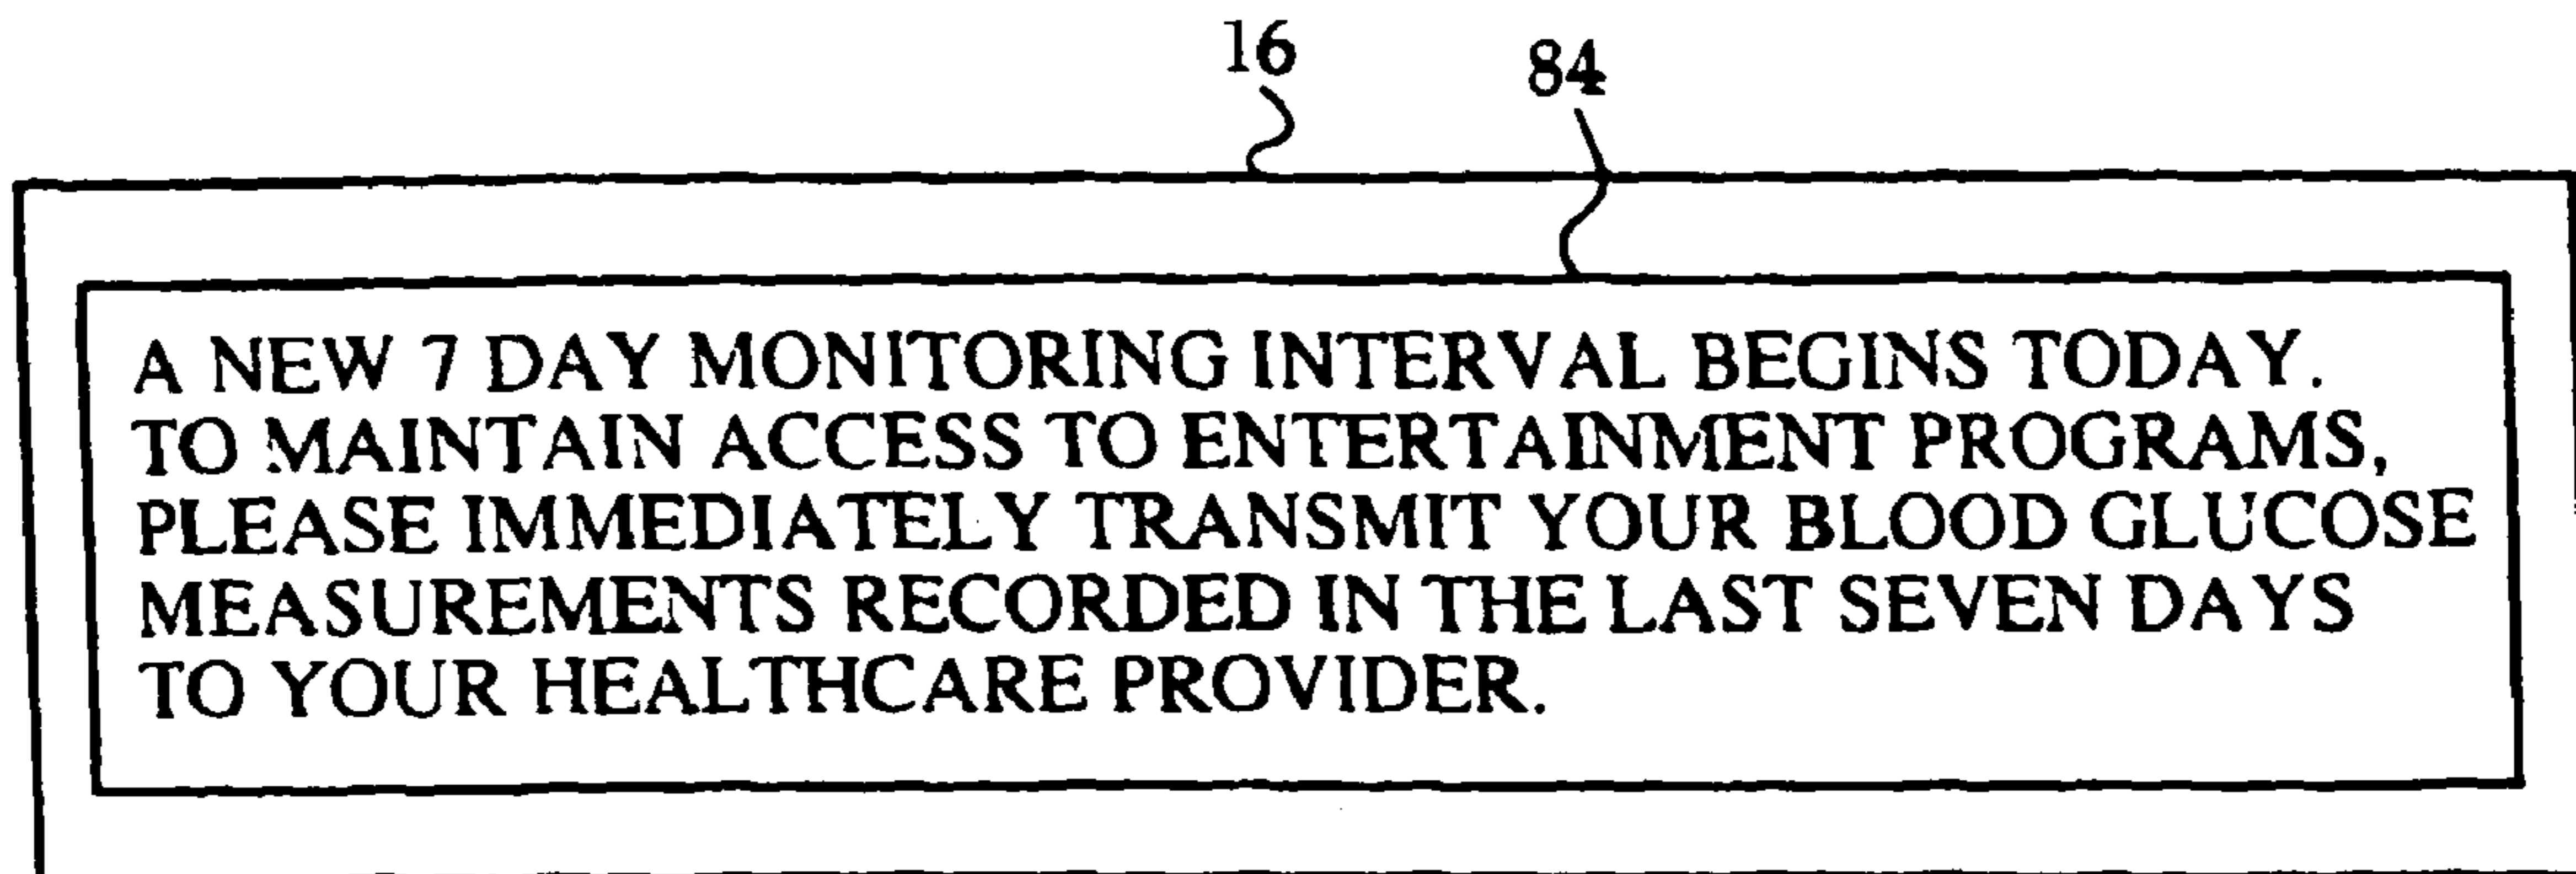 16
84
A NEW 7 DAY MONITORING INTERVAL BEGINS TODAY.
TO MAINTAIN ACCESS TO ENTERTAINMENT PROGRAMS,
PLEASE IMMEDIATELY TRANSMIT YOUR BLOOD GLUCOSE
MEASUREMENTS RECORDED IN THE LAST SEVEN DAYS
TO YOUR HEALTHCARE PROVIDER.